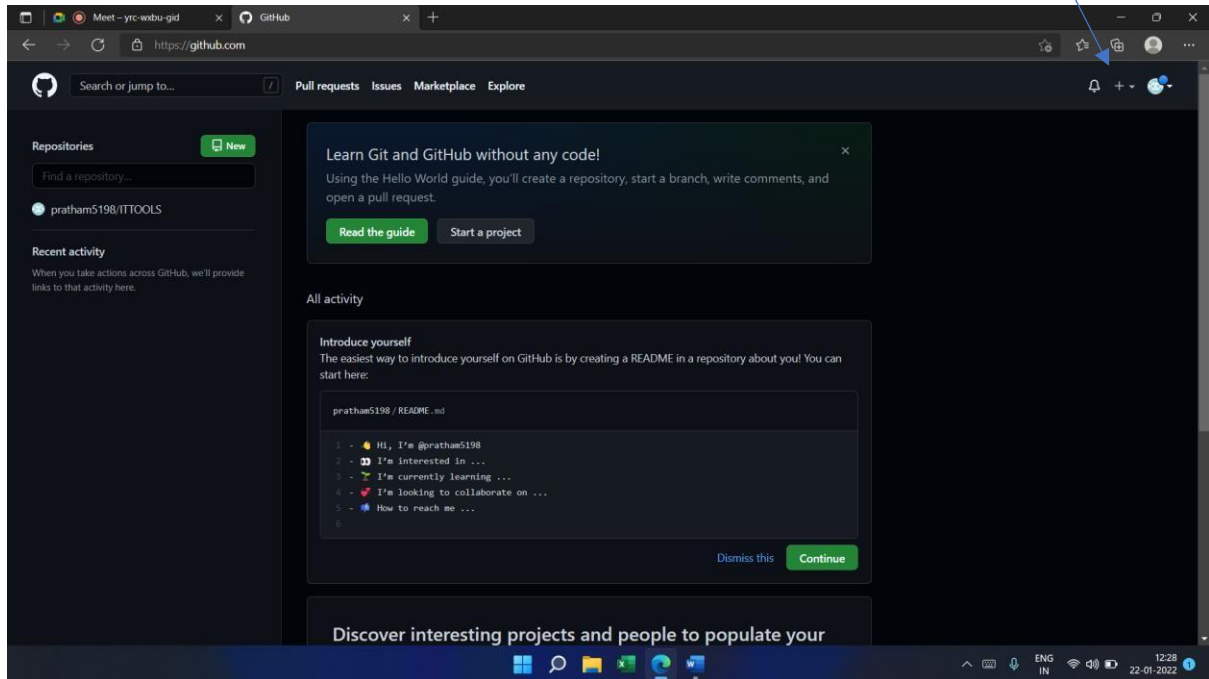 Meet – yrc-wxbu-gid
GitHub
https://github.com
Search or jump to... /
Pull requests Issues Marketplace Explore
Repositories
New
Find a repository...
pratham5198/ITTOOLS
Recent activity
When you take actions across GitHub, we'll provide
links to that activity here.
Learn Git and GitHub without any code!
Using the Hello World guide, you'll create a repository, start a branch, write comments, and
open a pull request.
Read the guide
Start a project
All activity
Introduce yourself
The easiest way to introduce yourself on GitHub is by creating a README in a repository about you! You can
start here:
pratham5198 / README.md
1 - 👋 Hi, I'm @pratham5198
2 - 👀 I'm interested in ...
3 - 🌱 I'm currently learning ...
4 - 💞️ I'm looking to collaborate on ...
5 - 📫 How to reach me ...
6
Dismiss this
Continue
Discover interesting projects and people to populate your
ENG
IN
12:28
22-01-2022
1